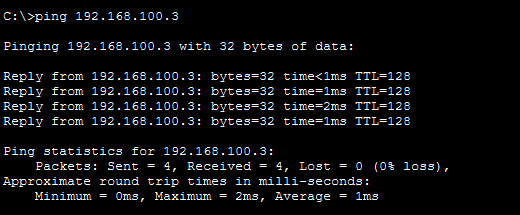 C:\>ping 192.168.100.3
Pinging 192.168.100.3 with 32 bytes of data:
Reply from 192.168.100.3: bytes=32 time<1ms TTL=128
Reply from 192.168.100.3: bytes=32 time=1ms TTL=128
Reply from 192.168.100.3: bytes=32 time=2ms TTL=128
Reply from 192.168.100.3: bytes=32 time=1ms TTL=128
Ping statistics for 192.168.100.3:
    Packets: Sent = 4, Received = 4, Lost = 0 (0% loss),
Approximate round trip times in milli-seconds:
    Minimum = 0ms, Maximum = 2ms, Average = 1ms